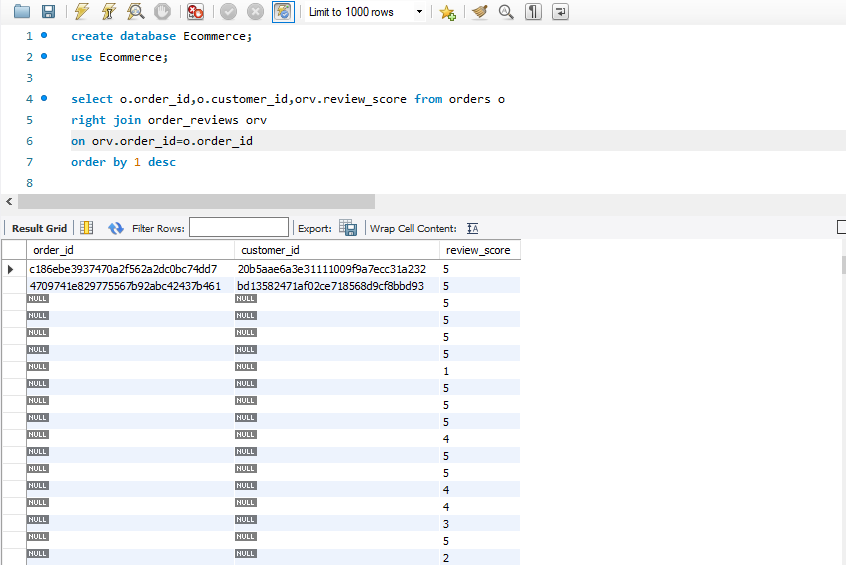 Limit to 1000 rows
1 create database Ecommerce;
2 use Ecommerce;
3
4 select o.order_id,o.customer_id,orv.review_score from orders o
5 right join order_reviews orv
6 on orv.order_id=o.order_id
7 order by 1 desc
8
Result Grid Filter Rows: Export: Wrap Cell Content: IA
order_id customer_id review_score
c186ebe3937470a2f562a2dc0bc74dd7 20b5aae6a3e31111009f9a7ecc31a232 5
4709741e829775567b92abc42437b461 bd13582471af02ce718568d9cf8bbd93 5
NULL NULL 5
NULL NULL 5
NULL NULL 5
NULL NULL 5
NULL NULL 1
NULL NULL 5
NULL NULL 5
NULL NULL 5
NULL NULL 4
NULL NULL 5
NULL NULL 5
NULL NULL 4
NULL NULL 4
NULL NULL 3
NULL NULL 5
NULL NULL 2